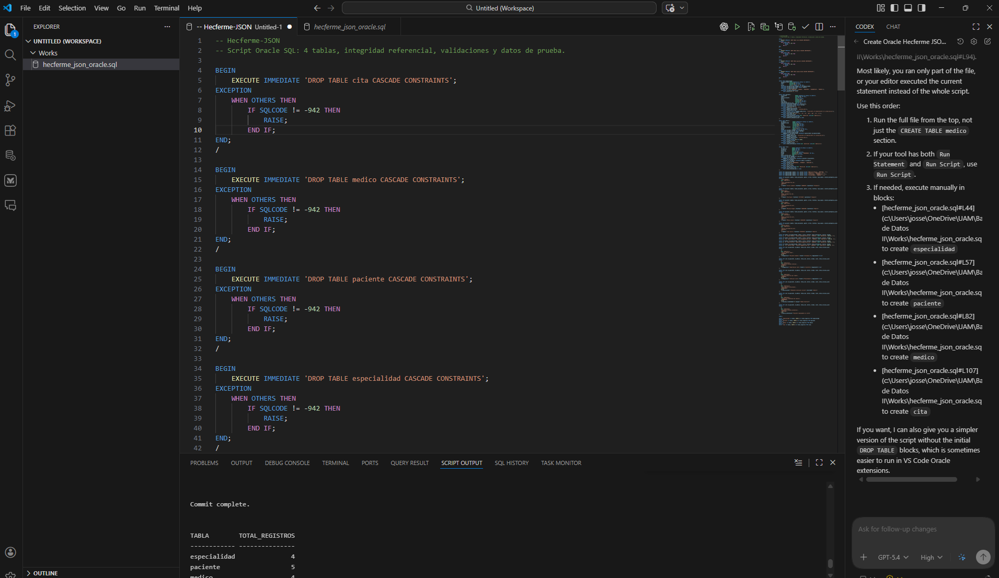 File Edit Selection View Go Run Terminal Help
Untitled (Workspace)
EXPLORER
UNTITLED (WORKSPACE)
Works
hecferme_json_oracle.sql
OUTLINE
1
-- Hecferme-JSON Untitled-1
hecferme_json_oracle.sql
1 -- Hecferme-JSON
2 -- Script Oracle SQL: 4 tablas, integridad referencial, validaciones y datos de prueba.
3
4 BEGIN
5 EXECUTE IMMEDIATE 'DROP TABLE cita CASCADE CONSTRAINTS';
6 EXCEPTION
7 WHEN OTHERS THEN
8 IF SQLCODE != -942 THEN
9 RAISE;
10 END IF;
11 END;
12 /
13
14 BEGIN
15 EXECUTE IMMEDIATE 'DROP TABLE medico CASCADE CONSTRAINTS';
16 EXCEPTION
17 WHEN OTHERS THEN
18 IF SQLCODE != -942 THEN
19 RAISE;
20 END IF;
21 END;
22 /
23
24 BEGIN
25 EXECUTE IMMEDIATE 'DROP TABLE paciente CASCADE CONSTRAINTS';
26 EXCEPTION
27 WHEN OTHERS THEN
28 IF SQLCODE != -942 THEN
29 RAISE;
30 END IF;
31 END;
32 /
33
34 BEGIN
35 EXECUTE IMMEDIATE 'DROP TABLE especialidad CASCADE CONSTRAINTS';
36 EXCEPTION
37 WHEN OTHERS THEN
38 IF SQLCODE != -942 THEN
39 RAISE;
40 END IF;
41 END;
42 /
PROBLEMS OUTPUT DEBUG CONSOLE TERMINAL PORTS QUERY RESULT SCRIPT OUTPUT SQL HISTORY TASK MONITOR
Commit complete.
TABLA TOTAL_REGISTROS
------------ ---------------
especialidad 4
paciente 5
medico 4
CODEX CHAT
Create Oracle Hecferme JSO...
II\Works\hecferme_json_oracle.sql#L94).
Most likely, you ran only part of the file,
or your editor executed the current
statement instead of the whole script.
Use this order:
1. Run the full file from the top, not
just the CREATE TABLE medico
section.
2. If your tool has both Run
Statement and Run Script, use
Run Script.
3. If needed, execute manually in
blocks:
• [hecferme_json_oracle.sql#L44]
(c:\Users\josse\OneDrive\UAM\Ba
de Datos
II\Works\hecferme_json_oracle.sq
to create especialidad
• [hecferme_json_oracle.sql#L57]
(c:\Users\josse\OneDrive\UAM\Ba
de Datos
II\Works\hecferme_json_oracle.sq
to create paciente
• [hecferme_json_oracle.sql#L82]
(c:\Users\josse\OneDrive\UAM\Ba
de Datos
II\Works\hecferme_json_oracle.sq
to create medico
• [hecferme_json_oracle.sql#L107]
(c:\Users\josse\OneDrive\UAM\Ba
de Datos
II\Works\hecferme_json_oracle.sq
to create cita
If you want, I can also give you a simpler
version of the script without the initial
DROP TABLE blocks, which is sometimes
easier to run in VS Code Oracle
extensions.
Ask for follow-up changes
GPT-5.4 High